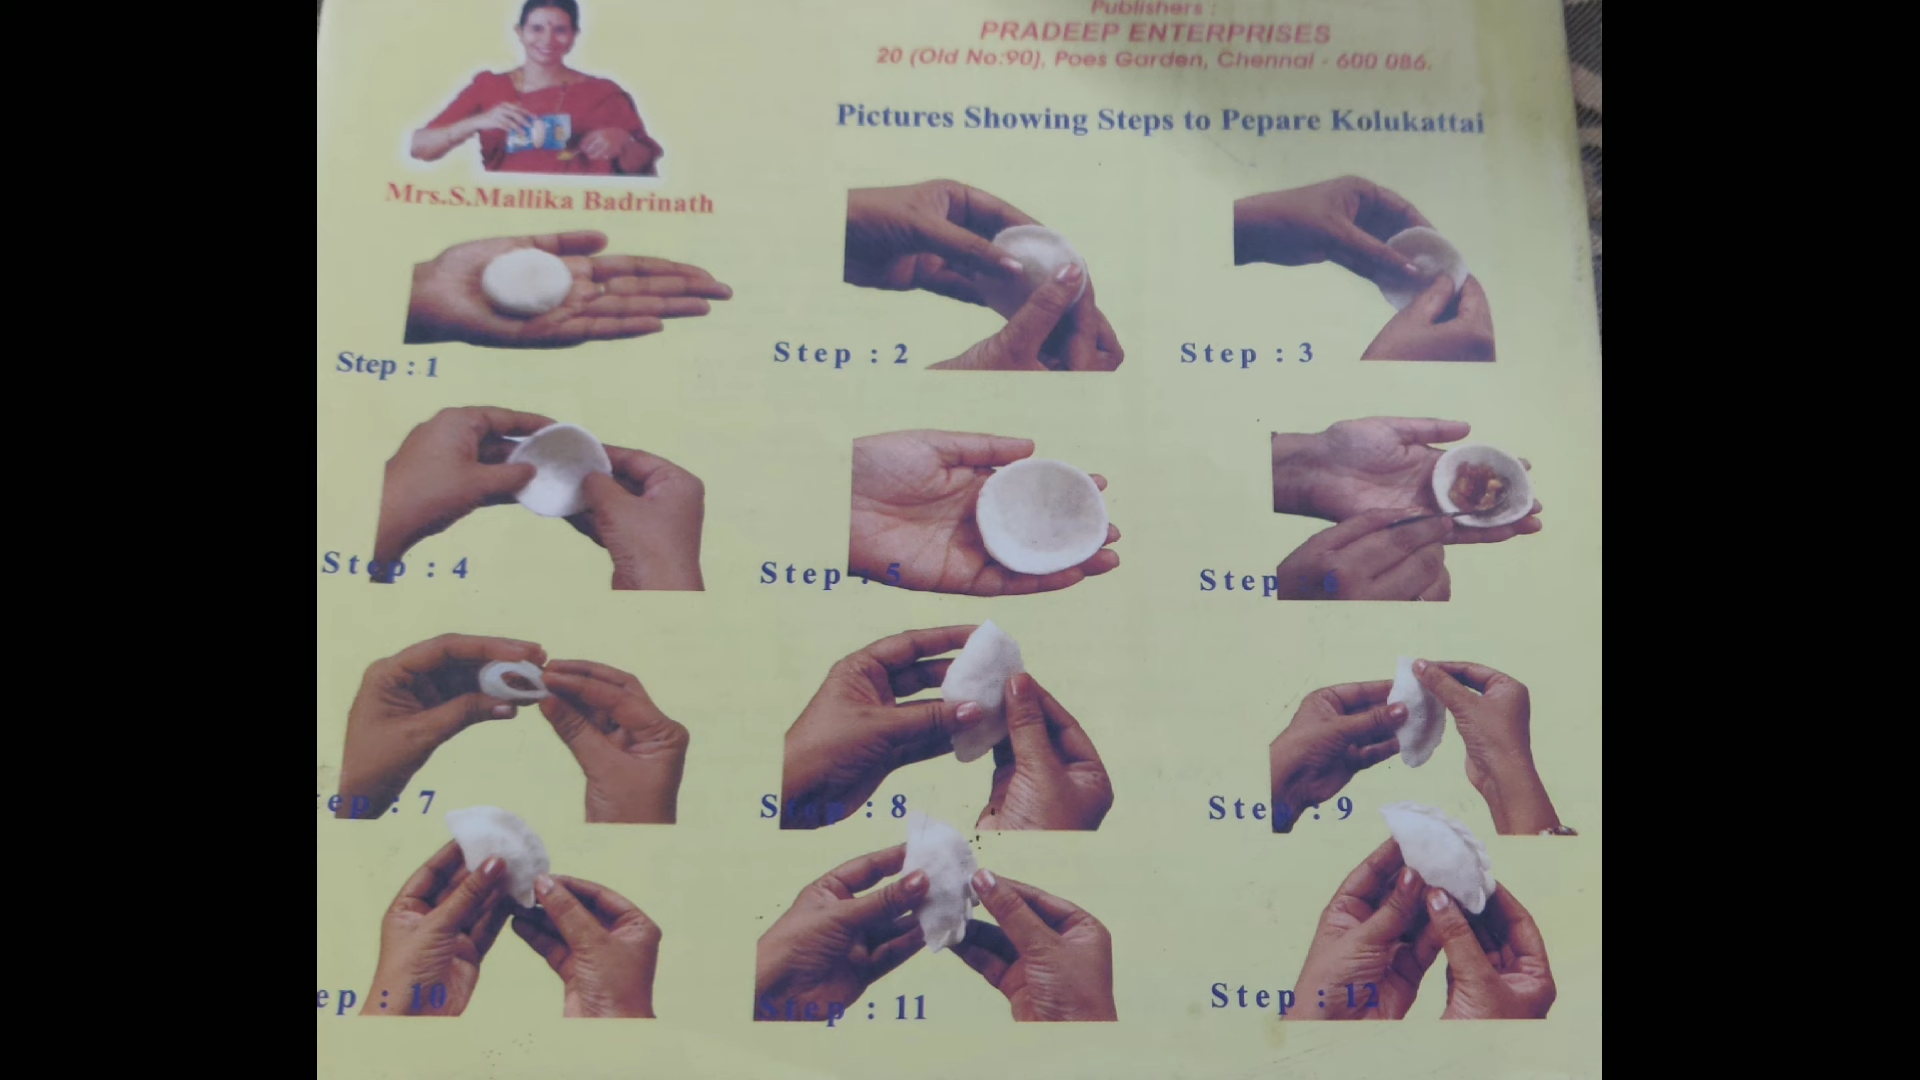 Publishers :
PRADEEP ENTERPRISES
20 (Old No:90), Poes Garden, Chennai - 600 086.
Pictures Showing Steps to Pepare Kolukattai
Mrs.S.Mallika Badrinath
Step : 1
Step : 2
Step : 3
Step : 4
Step : 5
Step : 6
ep : 7
Step : 8
Step : 9
ep : 10
Step : 11
Step : 12